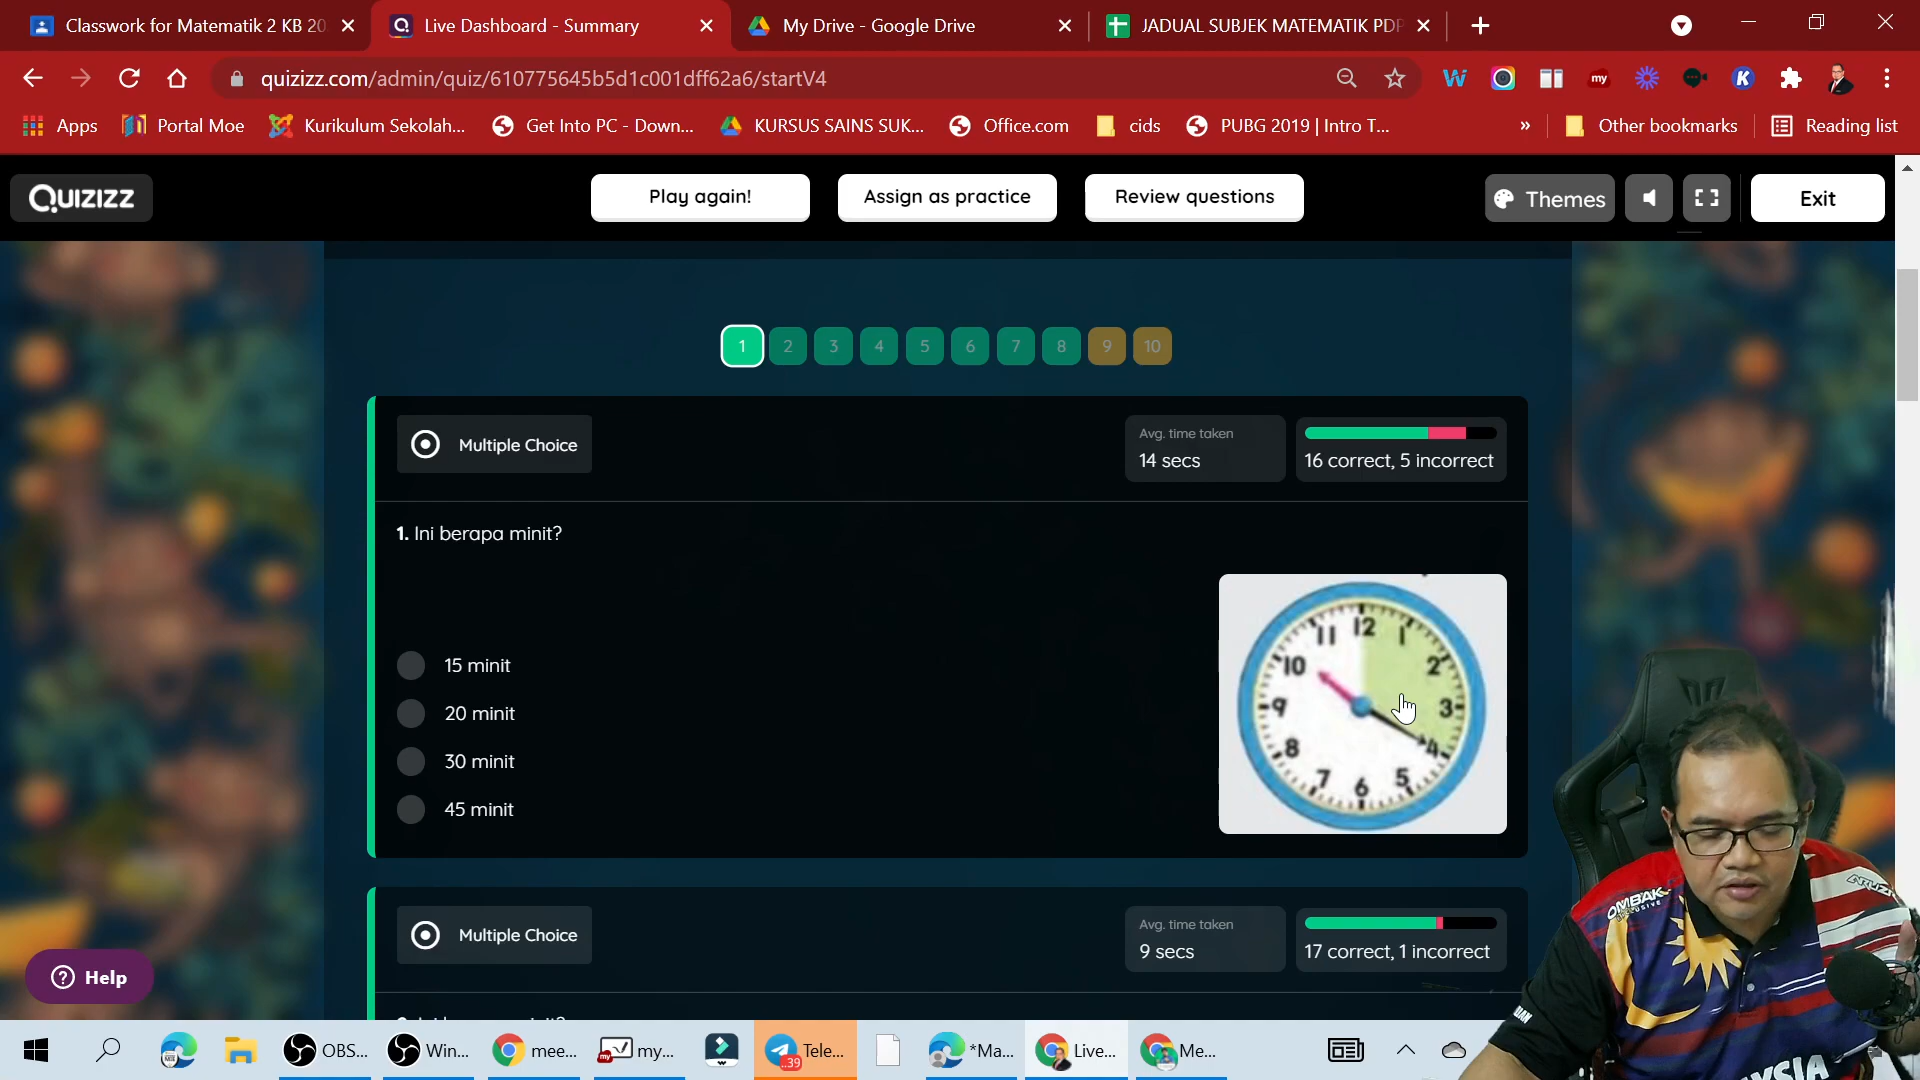 Classwork for Matematik 2 KB 20
Live Dashboard - Summary
My Drive - Google Drive
JADUAL SUBJEK MATEMATIK PDP
quizizz.com/admin/quiz/610775645b5d1c001dff62a6/startV4
Apps
Portal Moe
Kurikulum Sekolah...
Get Into PC - Down...
KURSUS SAINS SUK...
Office.com
cids
PUBG 2019 | Intro T...
»
Other bookmarks
Reading list
Quizizz
Play again!
Assign as practice
Review questions
Themes
Exit
1 2 3 4 5 6 7 8 9 10
Multiple Choice
Avg. time taken
14 secs
16 correct, 5 incorrect
1. Ini berapa minit?
15 minit
20 minit
30 minit
45 minit
12 1 2 3 4 5 6 7 8 9 10 11
Multiple Choice
Avg. time taken
9 secs
17 correct, 1 incorrect
Help
OMBAK
OBS...
Win...
mee...
my...
Tele...
39
*Ma...
Live...
Me...